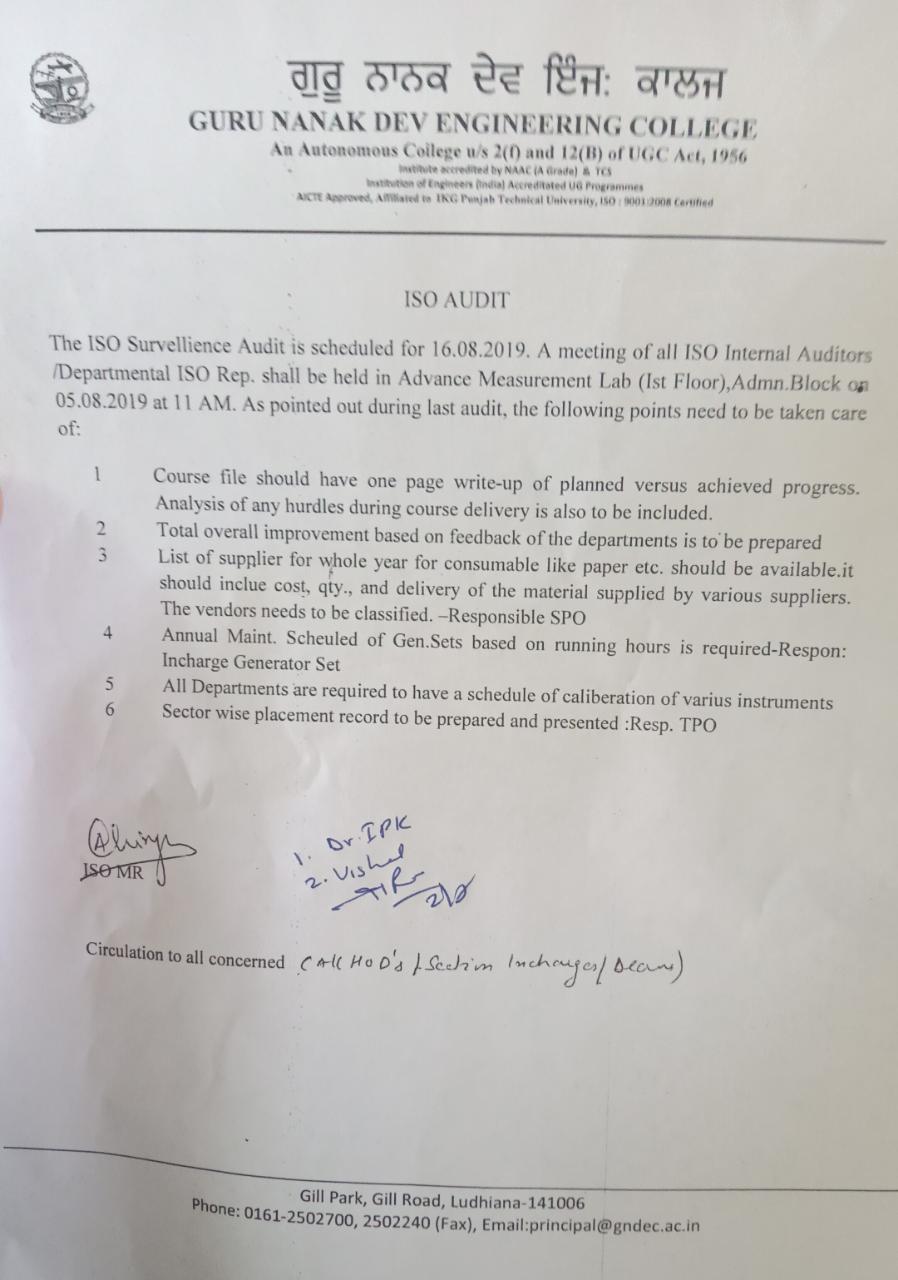 ਗੁਰੂ ਨਾਨਕ ਦੇਵ ਇੰਜ: ਕਾਲਜ
GURU NANAK DEV ENGINEERING COLLEGE
An Autonomous College u/s 2(f) and 12(B) of UGC Act, 1956
Institute accredited by NAAC (A Grade) & TCS
Institution of Engineers (India) Accreditated UG Programmes
AICTE Approved, Affiliated to IKG Punjab Technical University, ISO : 9001:2008 Certified
ISO AUDIT
The ISO Survellience Audit is scheduled for 16.08.2019. A meeting of all ISO Internal Auditors
/Departmental ISO Rep. shall be held in Advance Measurement Lab (Ist Floor),Admn.Block on
05.08.2019 at 11 AM. As pointed out during last audit, the following points need to be taken care
of:
1 Course file should have one page write-up of planned versus achieved progress.
Analysis of any hurdles during course delivery is also to be included.
2 Total overall improvement based on feedback of the departments is to be prepared
3 List of supplier for whole year for consumable like paper etc. should be available.it
should inclue cost, qty., and delivery of the material supplied by various suppliers.
The vendors needs to be classified. –Responsible SPO
4 Annual Maint. Scheuled of Gen.Sets based on running hours is required-Respon:
Incharge Generator Set
5 All Departments are required to have a schedule of caliberation of varius instruments
6 Sector wise placement record to be prepared and presented :Resp. TPO
ISO MR
1. Dr. IPK
2. Vishal
2/8
Circulation to all concerned (All HOD's / Section Incharges/ Deans)
Gill Park, Gill Road, Ludhiana-141006
Phone: 0161-2502700, 2502240 (Fax), Email:principal@gndec.ac.in